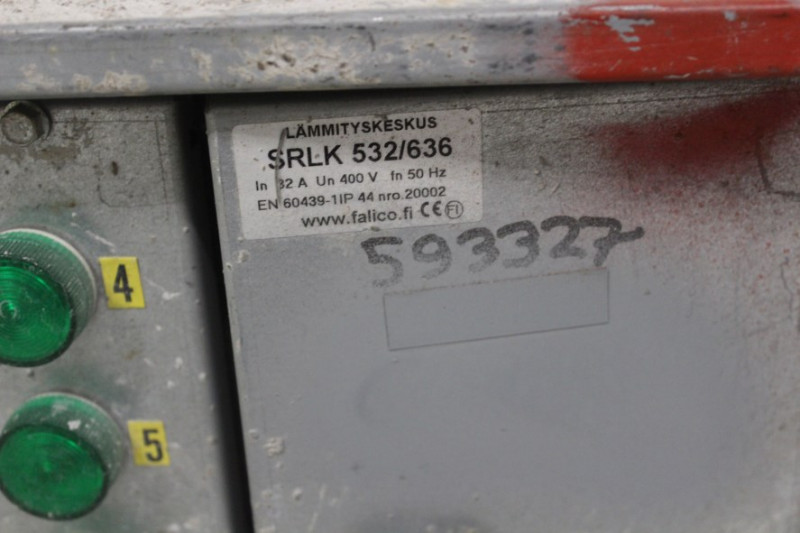 LÄMMITYSKESKUS
SRLK 532/636
In 32 A Un 400 V fn 50 Hz
EN 60439-1IP 44 nro.20002
www.falico.fi CE FI
593327
4
5